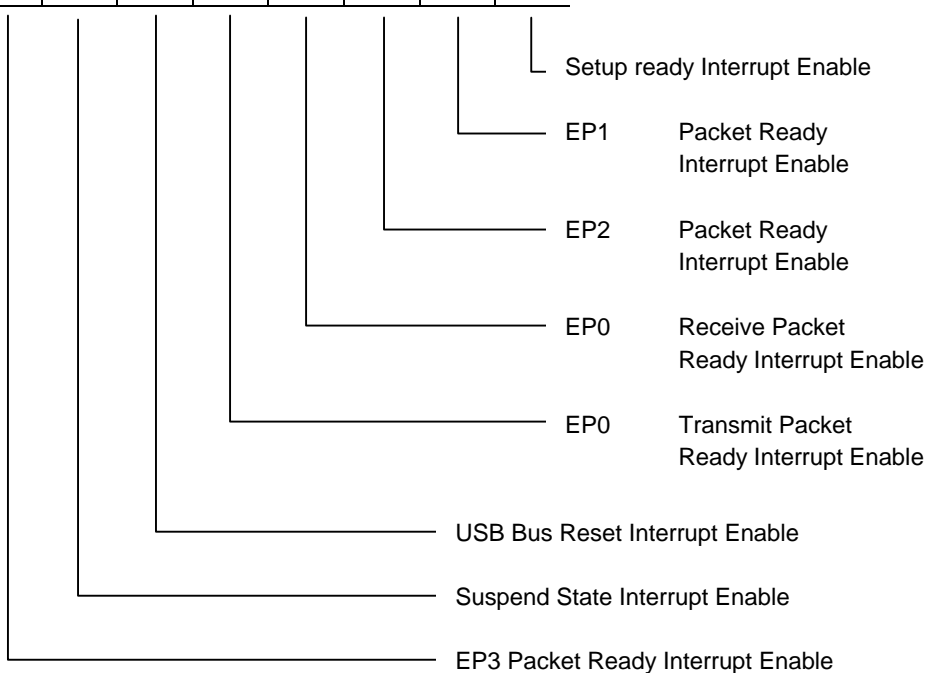 Setup ready Interrupt Enable
EP1 Packet Ready
Interrupt Enable
EP2 Packet Ready
Interrupt Enable
EP0 Receive Packet
Ready Interrupt Enable
EP0 Transmit Packet
Ready Interrupt Enable
USB Bus Reset Interrupt Enable
Suspend State Interrupt Enable
EP3 Packet Ready Interrupt Enable